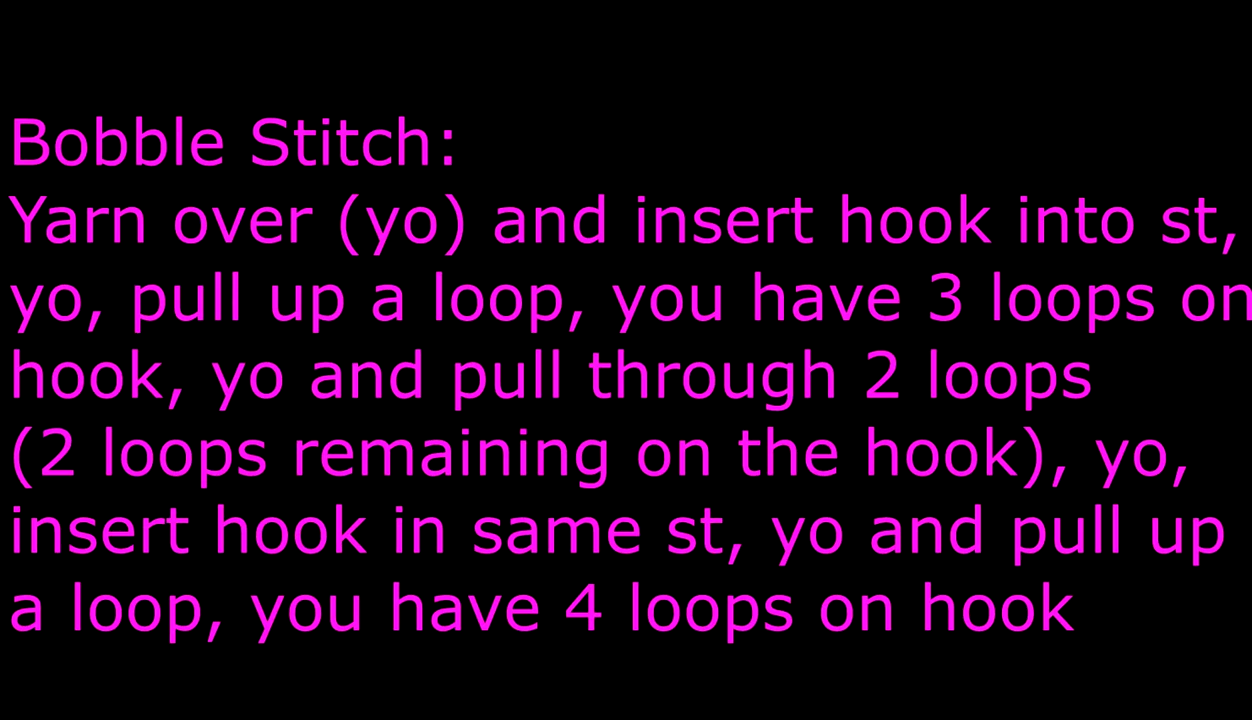 Bobble Stitch:
Yarn over (yo) and insert hook into st,
yo, pull up a loop, you have 3 loops on
hook, yo and pull through 2 loops
(2 loops remaining on the hook), yo,
insert hook in same st, yo and pull up
a loop, you have 4 loops on hook